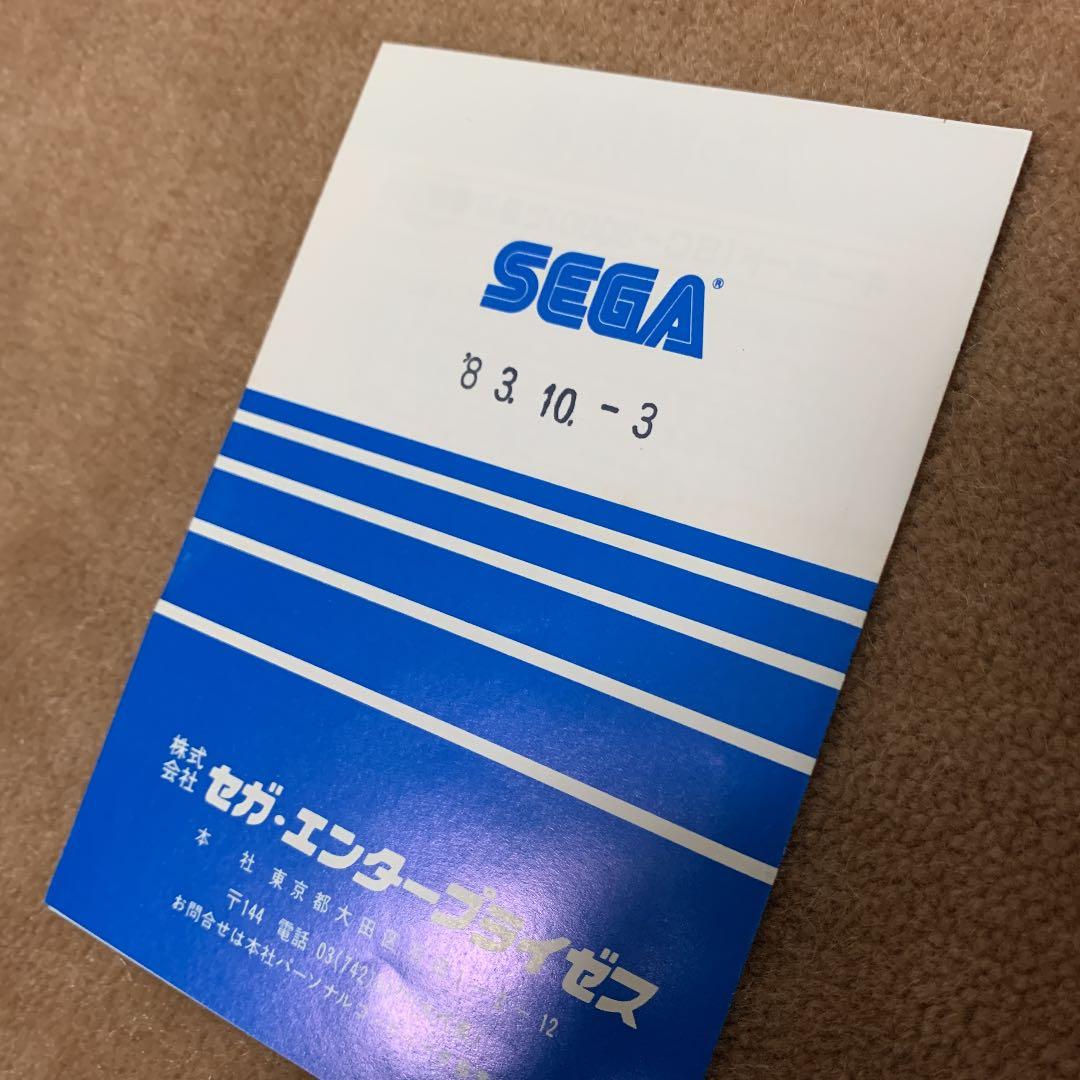 SEGA®
'83.10.-3
株式会社 セガ・エンタープライゼス
本社 東京都大田区 12
〒144 電話 03(742)
お問合せは本社パーソナルコ